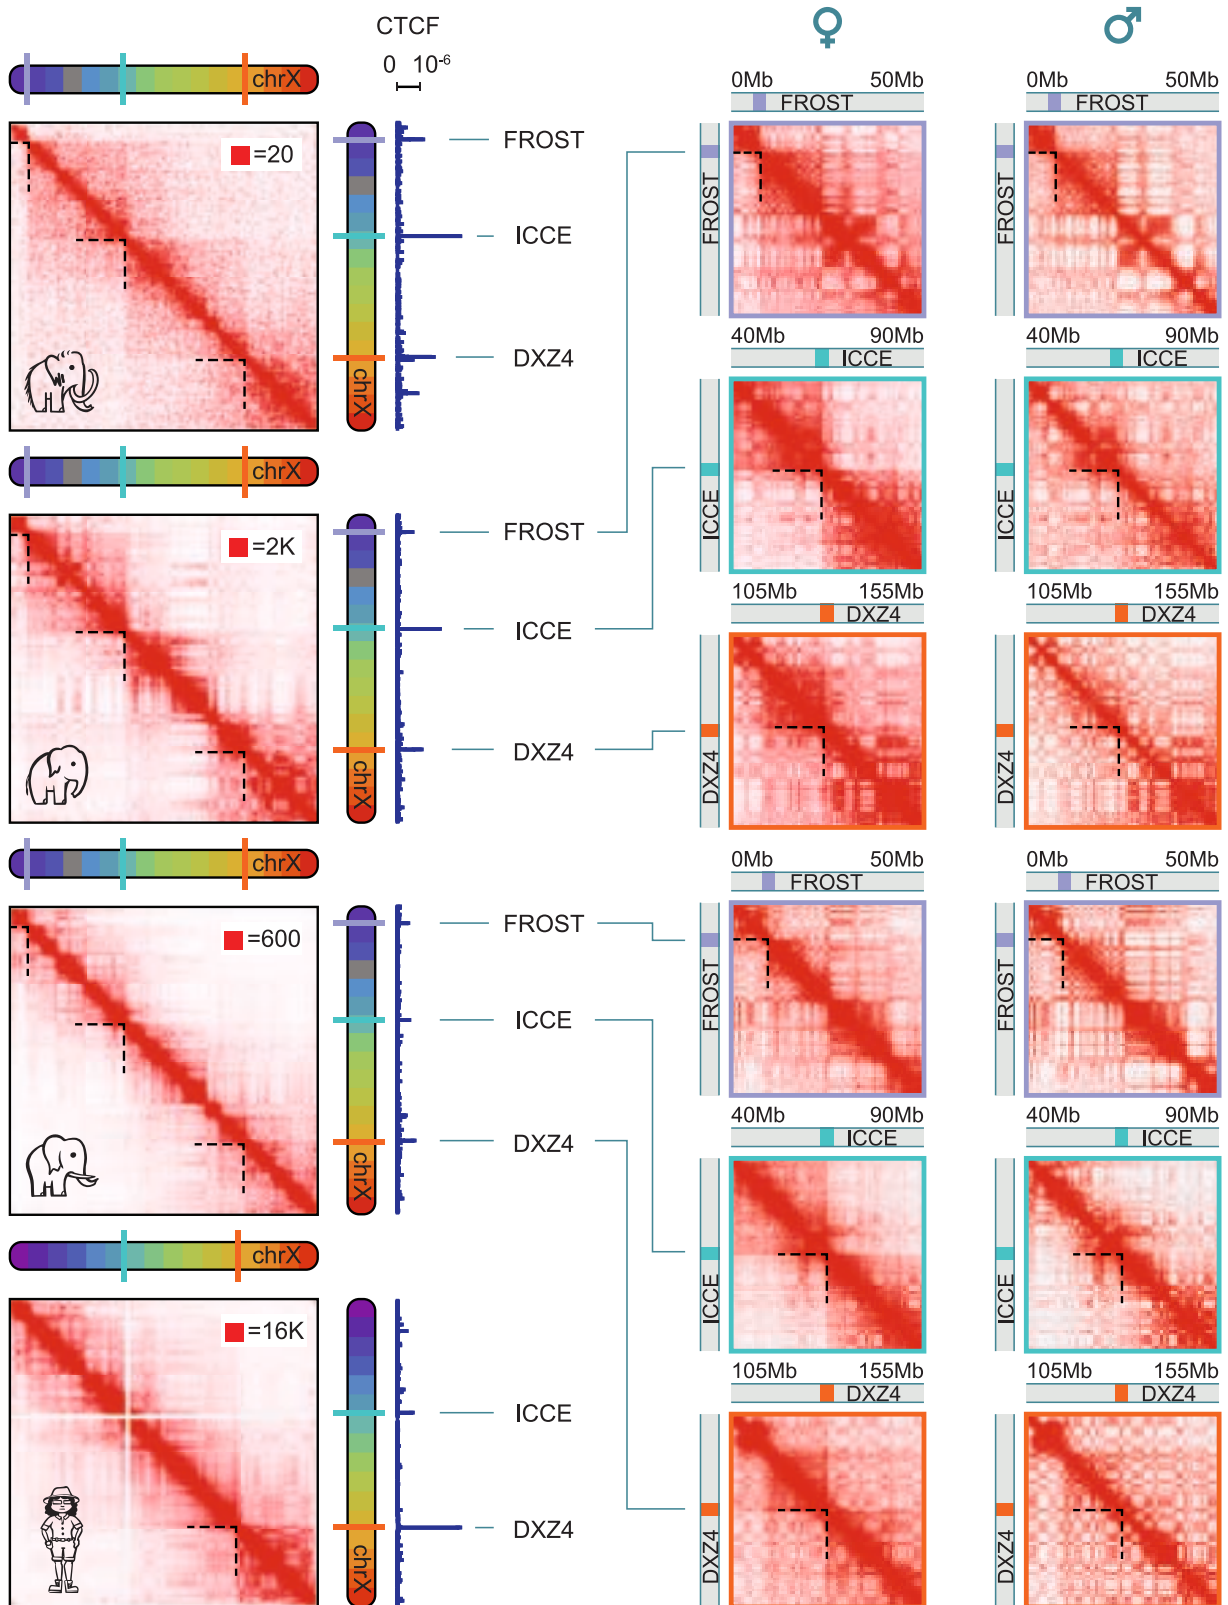 CTCF
0 10⁻⁶
chrX
=20
chrX
FROST
ICCE
DXZ4
chrX
=2K
chrX
FROST
ICCE
DXZ4
chrX
=600
chrX
FROST
ICCE
DXZ4
chrX
=16K
chrX
ICCE
DXZ4
♀
0Mb 50Mb
FROST
FROST
40Mb 90Mb
ICCE
ICCE
105Mb 155Mb
DXZ4
DXZ4
0Mb 50Mb
FROST
FROST
40Mb 90Mb
ICCE
ICCE
105Mb 155Mb
DXZ4
DXZ4
♂
0Mb 50Mb
FROST
FROST
40Mb 90Mb
ICCE
ICCE
105Mb 155Mb
DXZ4
DXZ4
0Mb 50Mb
FROST
FROST
40Mb 90Mb
ICCE
ICCE
105Mb 155Mb
DXZ4
DXZ4